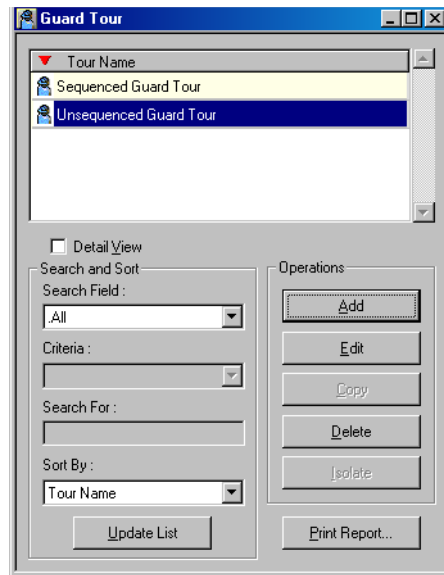 Guard Tour
Tour Name
Sequenced Guard Tour
Unsequenced Guard Tour
Detail View
Search and Sort
Search Field :
.All
Criteria :
Search For :
Sort By :
Tour Name
Update List
Operations
Add
Edit
Copy
Delete
Isolate
Print Report...